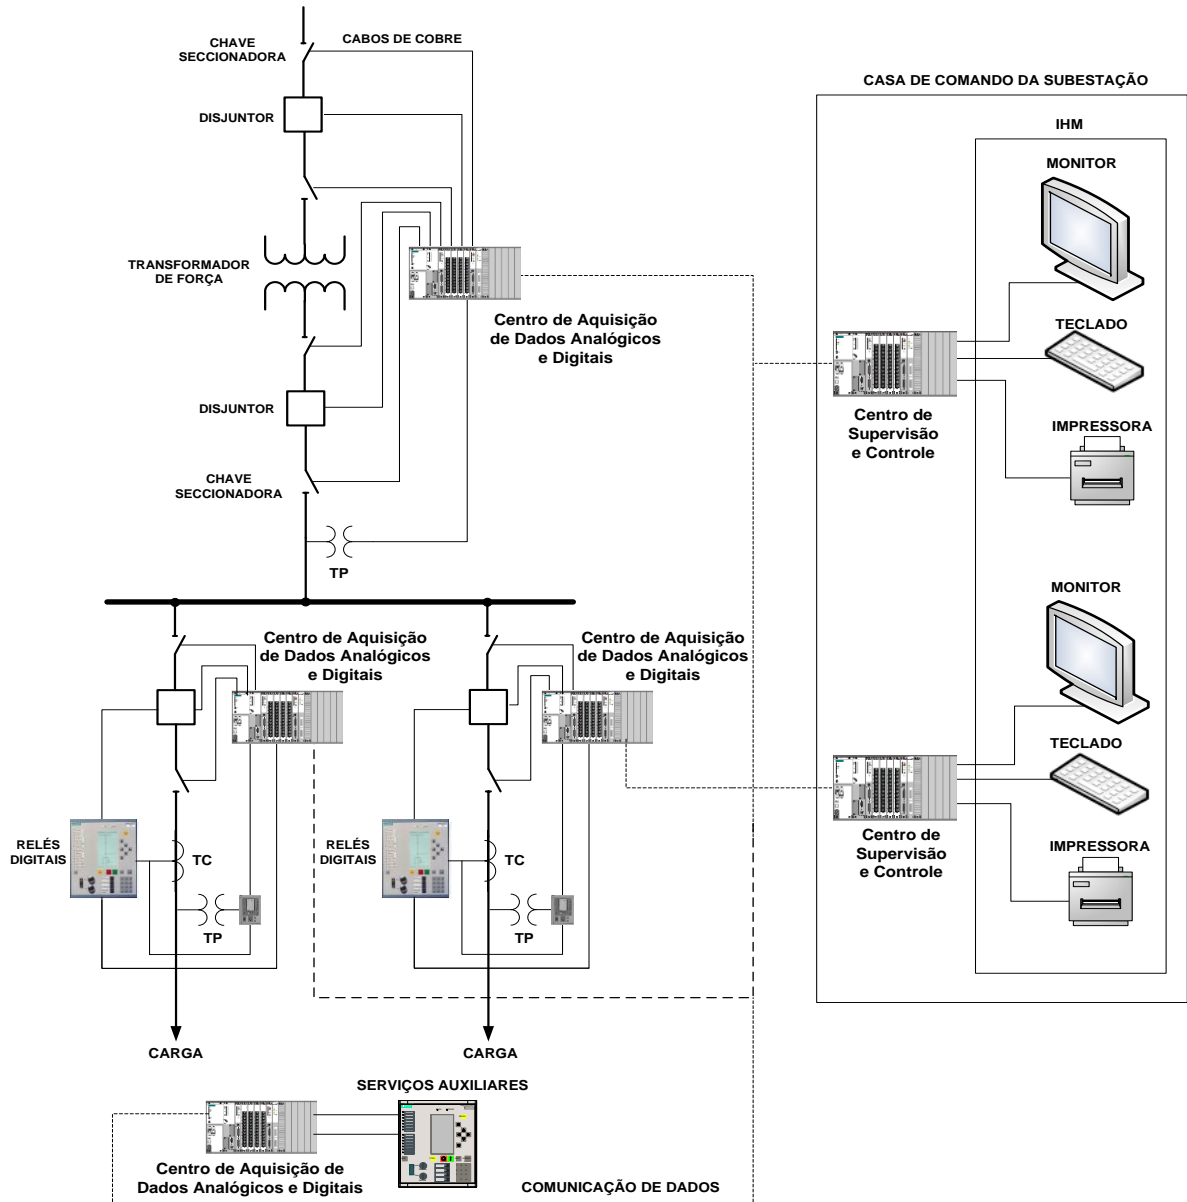 CHAVE
SECCIONADORA
CABOS DE COBRE
DISJUNTOR
TRANSFORMADOR
DE FORÇA
Centro de Aquisição
de Dados Analógicos
e Digitais
DISJUNTOR
CHAVE
SECCIONADORA
TP
CASA DE COMANDO DA SUBESTAÇÃO
IHM
MONITOR
TECLADO
Centro de
Supervisão
e Controle
IMPRESSORA
MONITOR
TECLADO
Centro de
Supervisão
e Controle
IMPRESSORA
Centro de Aquisição
de Dados Analógicos
e Digitais
Centro de Aquisição
de Dados Analógicos
e Digitais
RELÉS
DIGITAIS
TC
TP
RELÉS
DIGITAIS
TC
TP
CARGA
CARGA
SERVIÇOS AUXILIARES
Centro de Aquisição de
Dados Analógicos e Digitais
COMUNICAÇÃO DE DADOS